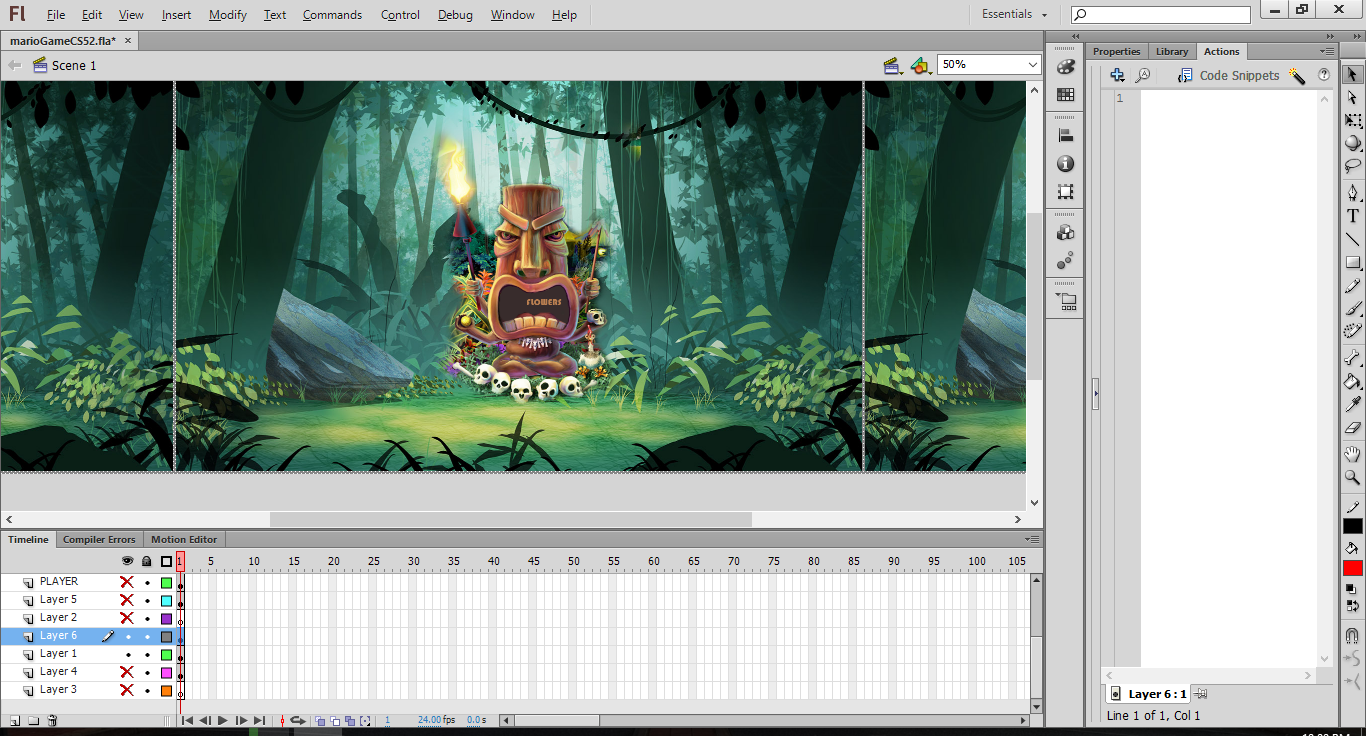 Fl File Edit View Insert Modify Text Commands Control Debug Window Help Essentials
marioGameCS52.fla* ×
Scene 1 50%
Properties Library Actions
Code Snippets
1
FLOWERS
Timeline Compiler Errors Motion Editor
1 5 10 15 20 25 30 35 40 45 50 55 60 65 70 75 80 85 90 95 100 105
PLAYER
Layer 5
Layer 2
Layer 6
Layer 1
Layer 4
Layer 3
1 24.00 fps 0.0 s
Layer 6 : 1
Line 1 of 1, Col 1